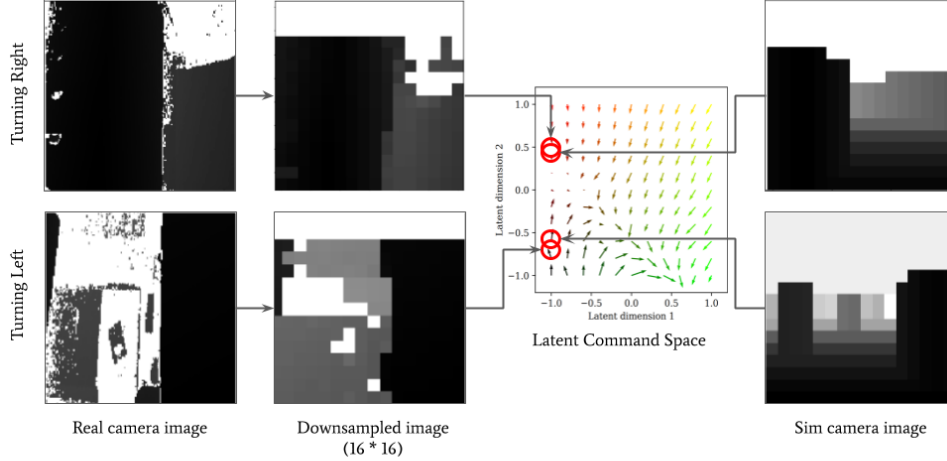 Turning Right
Turning Left
Latent dimension 2
1.0
0.5
0.0
−0.5
−1.0
−1.0
−0.5
0.0
0.5
1.0
Latent dimension 1
Latent Command Space
Real camera image
Downsampled image
(16 * 16)
Sim camera image